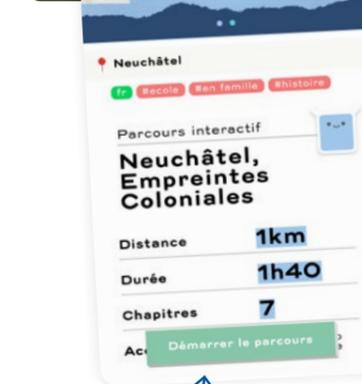 Neuchâtel
fr #ecole #en famille #histoire
Parcours interactif
Neuchâtel,
Empreintes
Coloniales
Distance 1km
Durée 1h40
Chapitres 7
Démarrer le parcours